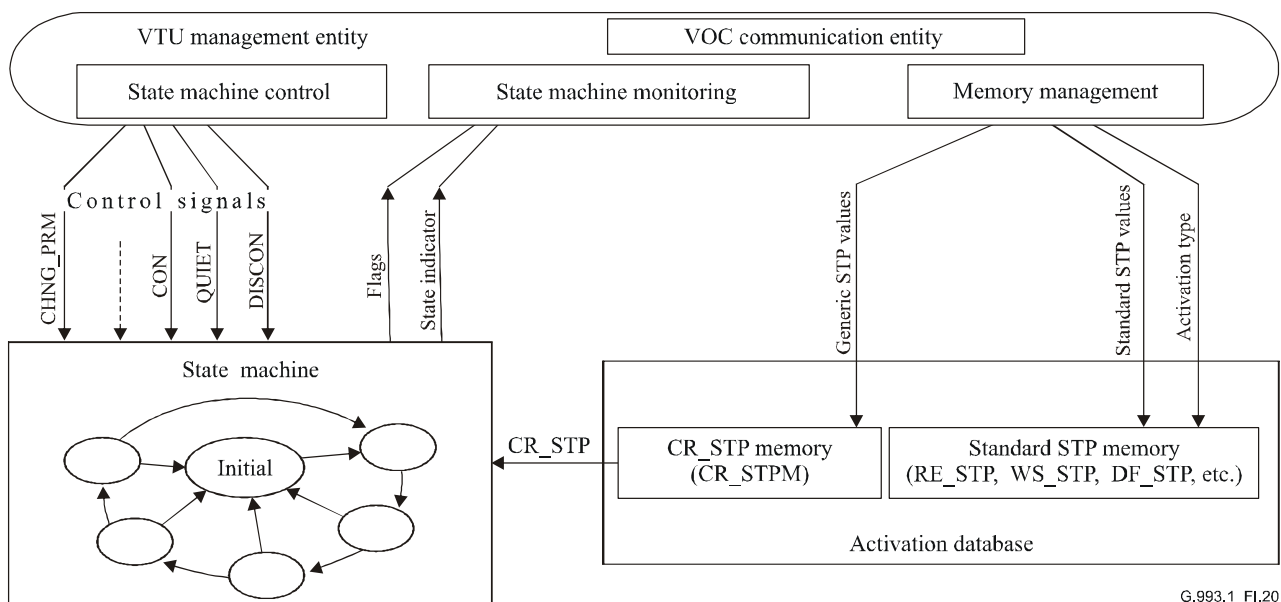 VTU management entity
VOC communication entity
State machine control
State machine monitoring
Memory management
Control signals
CHNG_PRM
CON
QUIET
DISCON
Flags
State indicator
Generic STP values
Standard STP values
Activation type
State machine
Initial
CR_STP
CR_STP memory
(CR_STPM)
Standard STP memory
(RE_STP, WS_STP, DF_STP, etc.)
Activation database
G.993.1_FI.20